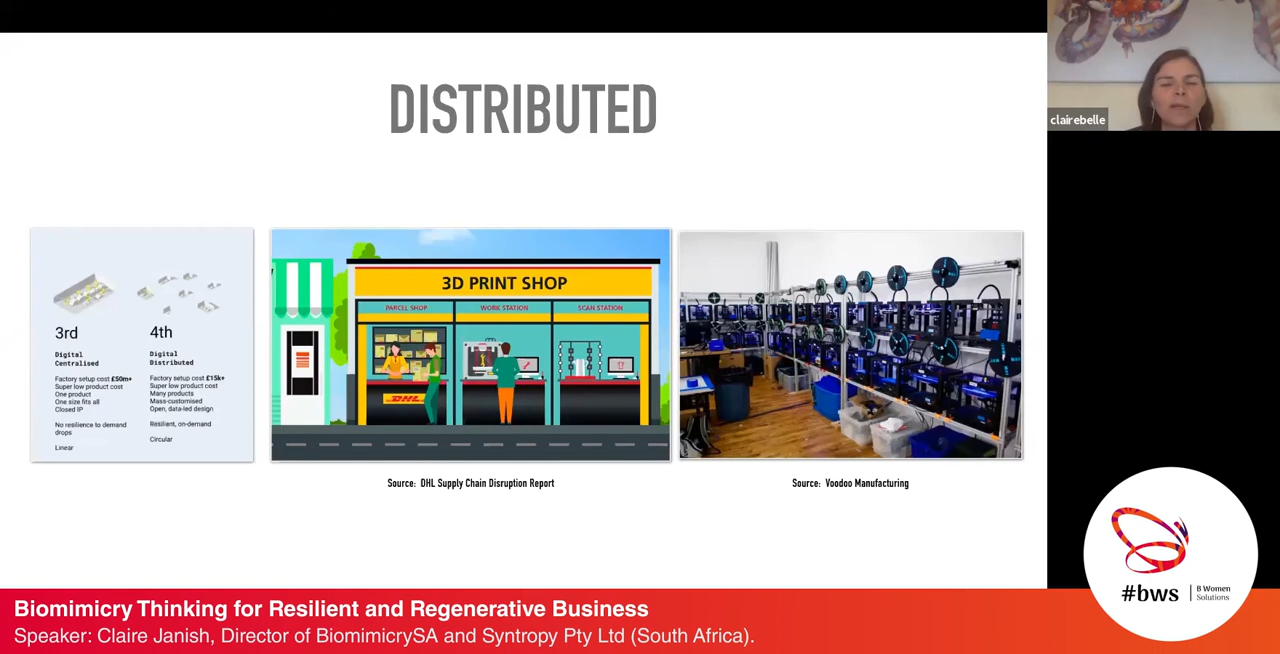 DISTRIBUTED
clairebelle
3rd
Digital
Centralised
Factory setup cost £50m+
Super low product cost
One product
One size fits all
Closed IP
No resilience to demand
drops
Linear
4th
Digital
Distributed
Factory setup cost £15k+
Super low product cost
Many products
Mass-customised
Open, data-led design
Resilient, on-demand
Circular
3D PRINT SHOP
PARCEL SHOP
WORK STATION
SCAN STATION
DHL
Source: DHL Supply Chain Disruption Report
Source: Voodoo Manufacturing
#bws
B Women
Solutions
Biomimicry Thinking for Resilient and Regenerative Business
Speaker: Claire Janish, Director of BiomimicrySA and Syntropy Pty Ltd (South Africa).